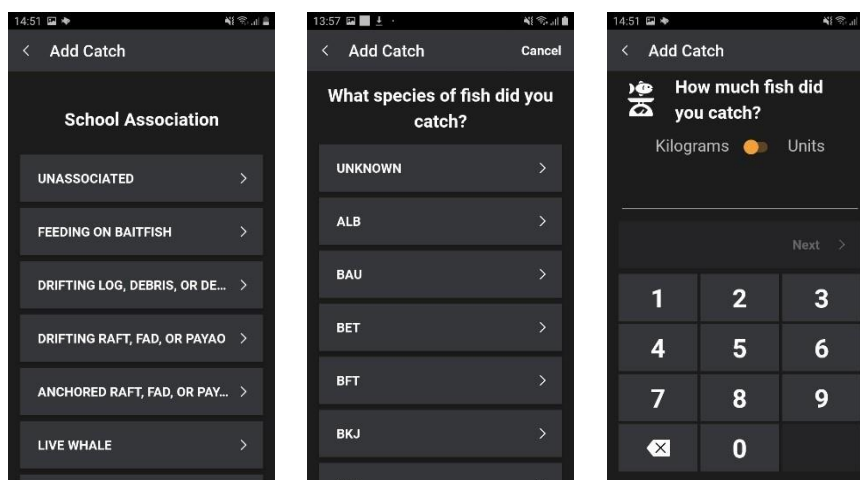 14:51
Add Catch
School Association
UNASSOCIATED
FEEDING ON BAITFISH
DRIFTING LOG, DEBRIS, OR DE...
DRIFTING RAFT, FAD, OR PAYAO
ANCHORED RAFT, FAD, OR PAY...
LIVE WHALE
13:57
Add Catch
Cancel
What species of fish did you
catch?
UNKNOWN
ALB
BAU
BET
BFT
BKJ
14:51
Add Catch
How much fish did
you catch?
Kilograms Units
Next
1 2 3
4 5 6
7 8 9
0